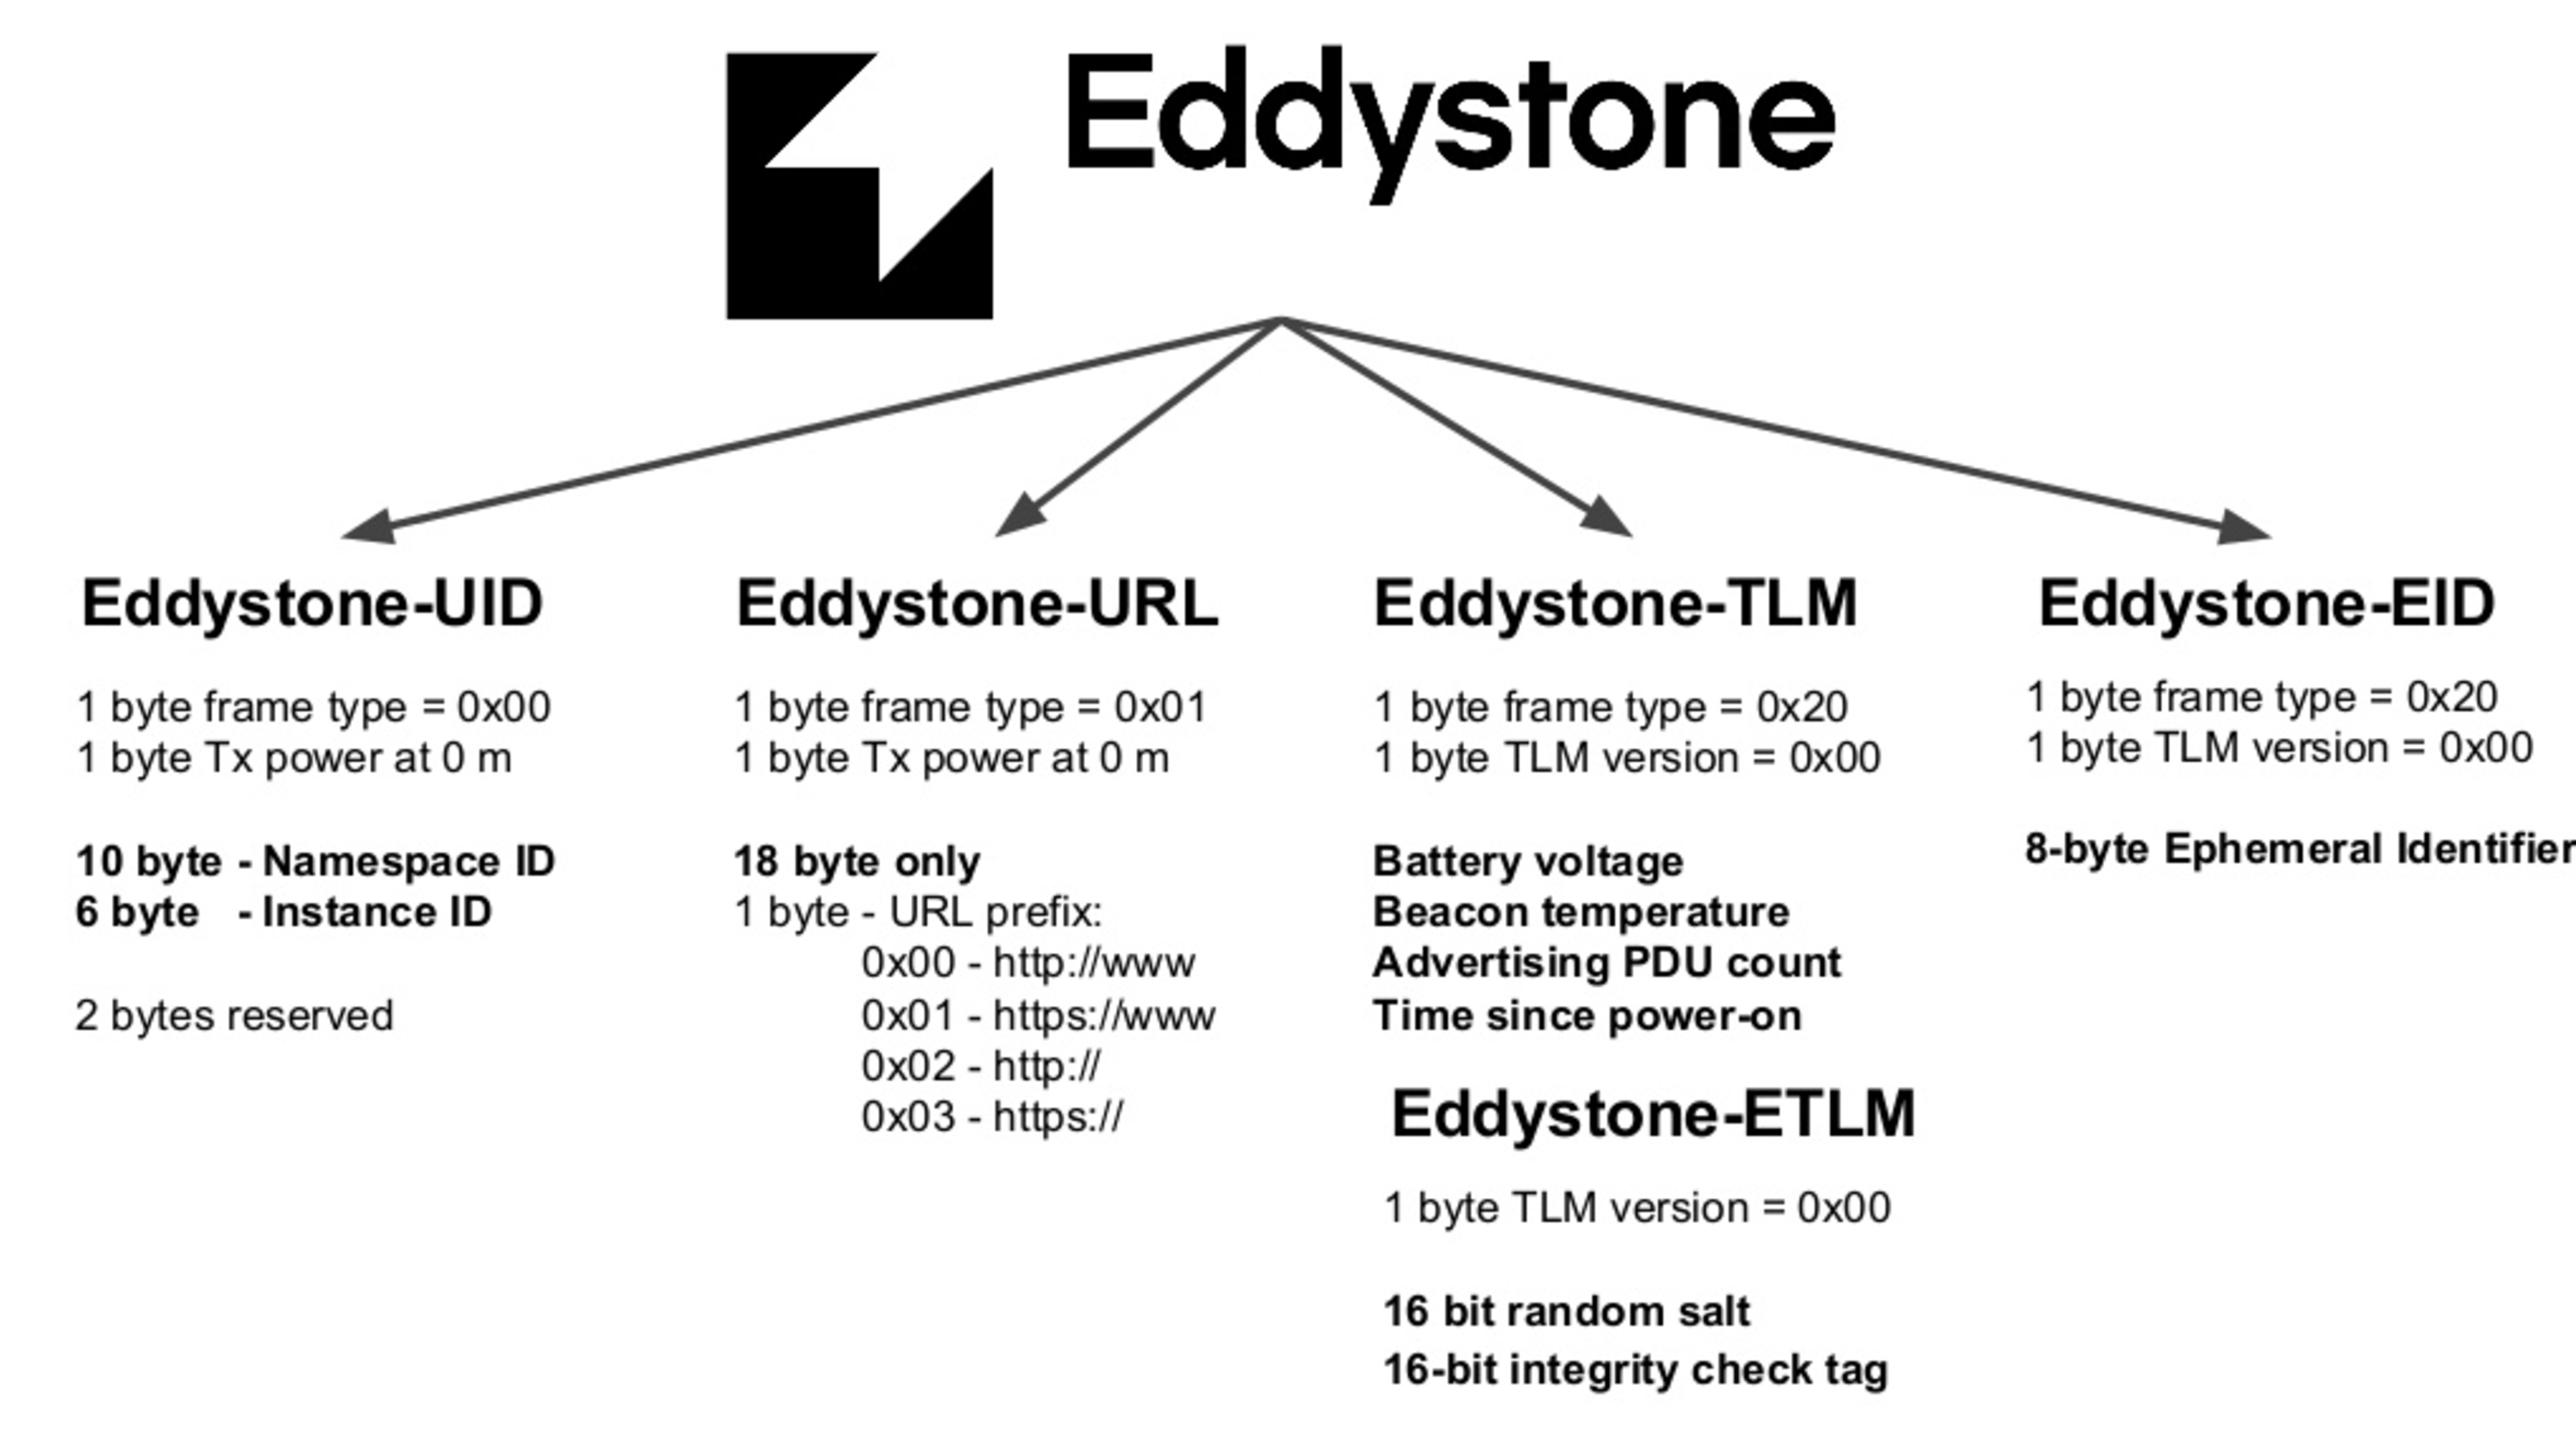 Eddystone
Eddystone-UID
1 byte frame type = 0x00
1 byte Tx power at 0 m
10 byte - Namespace ID
6 byte - Instance ID
2 bytes reserved
Eddystone-URL
1 byte frame type = 0x01
1 byte Tx power at 0 m
18 byte only
1 byte - URL prefix:
0x00 - http://www
0x01 - https://www
0x02 - http://
0x03 - https://
Eddystone-TLM
1 byte frame type = 0x20
1 byte TLM version = 0x00
Battery voltage
Beacon temperature
Advertising PDU count
Time since power-on
Eddystone-ETLM
1 byte TLM version = 0x00
16 bit random salt
16-bit integrity check tag
Eddystone-EID
1 byte frame type = 0x20
1 byte TLM version = 0x00
8-byte Ephemeral Identifier